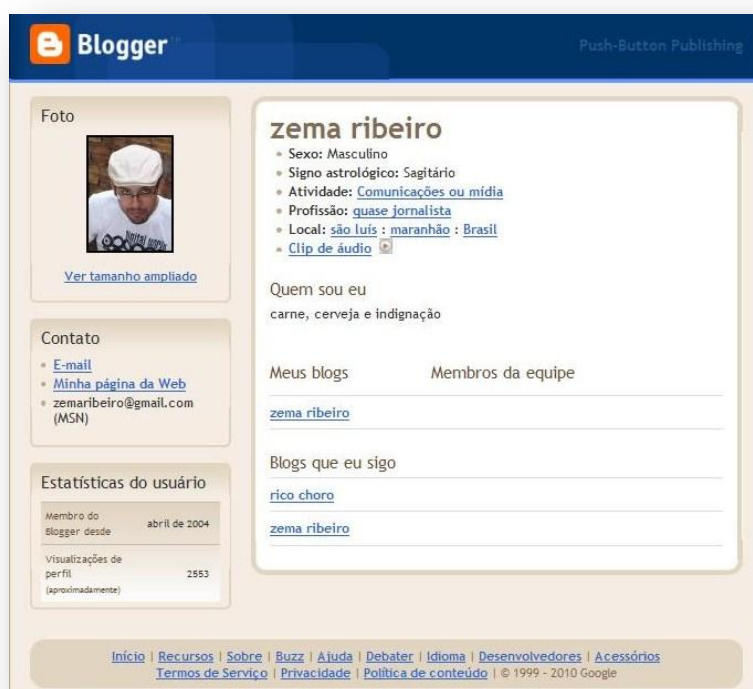 Blogger™
Push-Button Publishing
Foto
Ver tamanho ampliado
Contato
E-mail
Minha página da Web
zemaribeiro@gmail.com
(MSN)
Estatísticas do usuário
Membro do
Blogger desde
abril de 2004
Visualizações de
perfil
(aproximadamente)
2553
zema ribeiro
Sexo: Masculino
Signo astrológico: Sagitário
Atividade: Comunicações ou mídia
Profissão: quase jornalista
Local: são luís : maranhão : Brasil
Clip de áudio
Quem sou eu
carne, cerveja e indignação
Meus blogs
Membros da equipe
zema ribeiro
Blogs que eu sigo
rico choro
zema ribeiro
Início | Recursos | Sobre | Buzz | Ajuda | Debater | Idioma | Desenvolvedores | Acessórios
Termos de Serviço | Privacidade | Política de conteúdo | © 1999 - 2010 Google